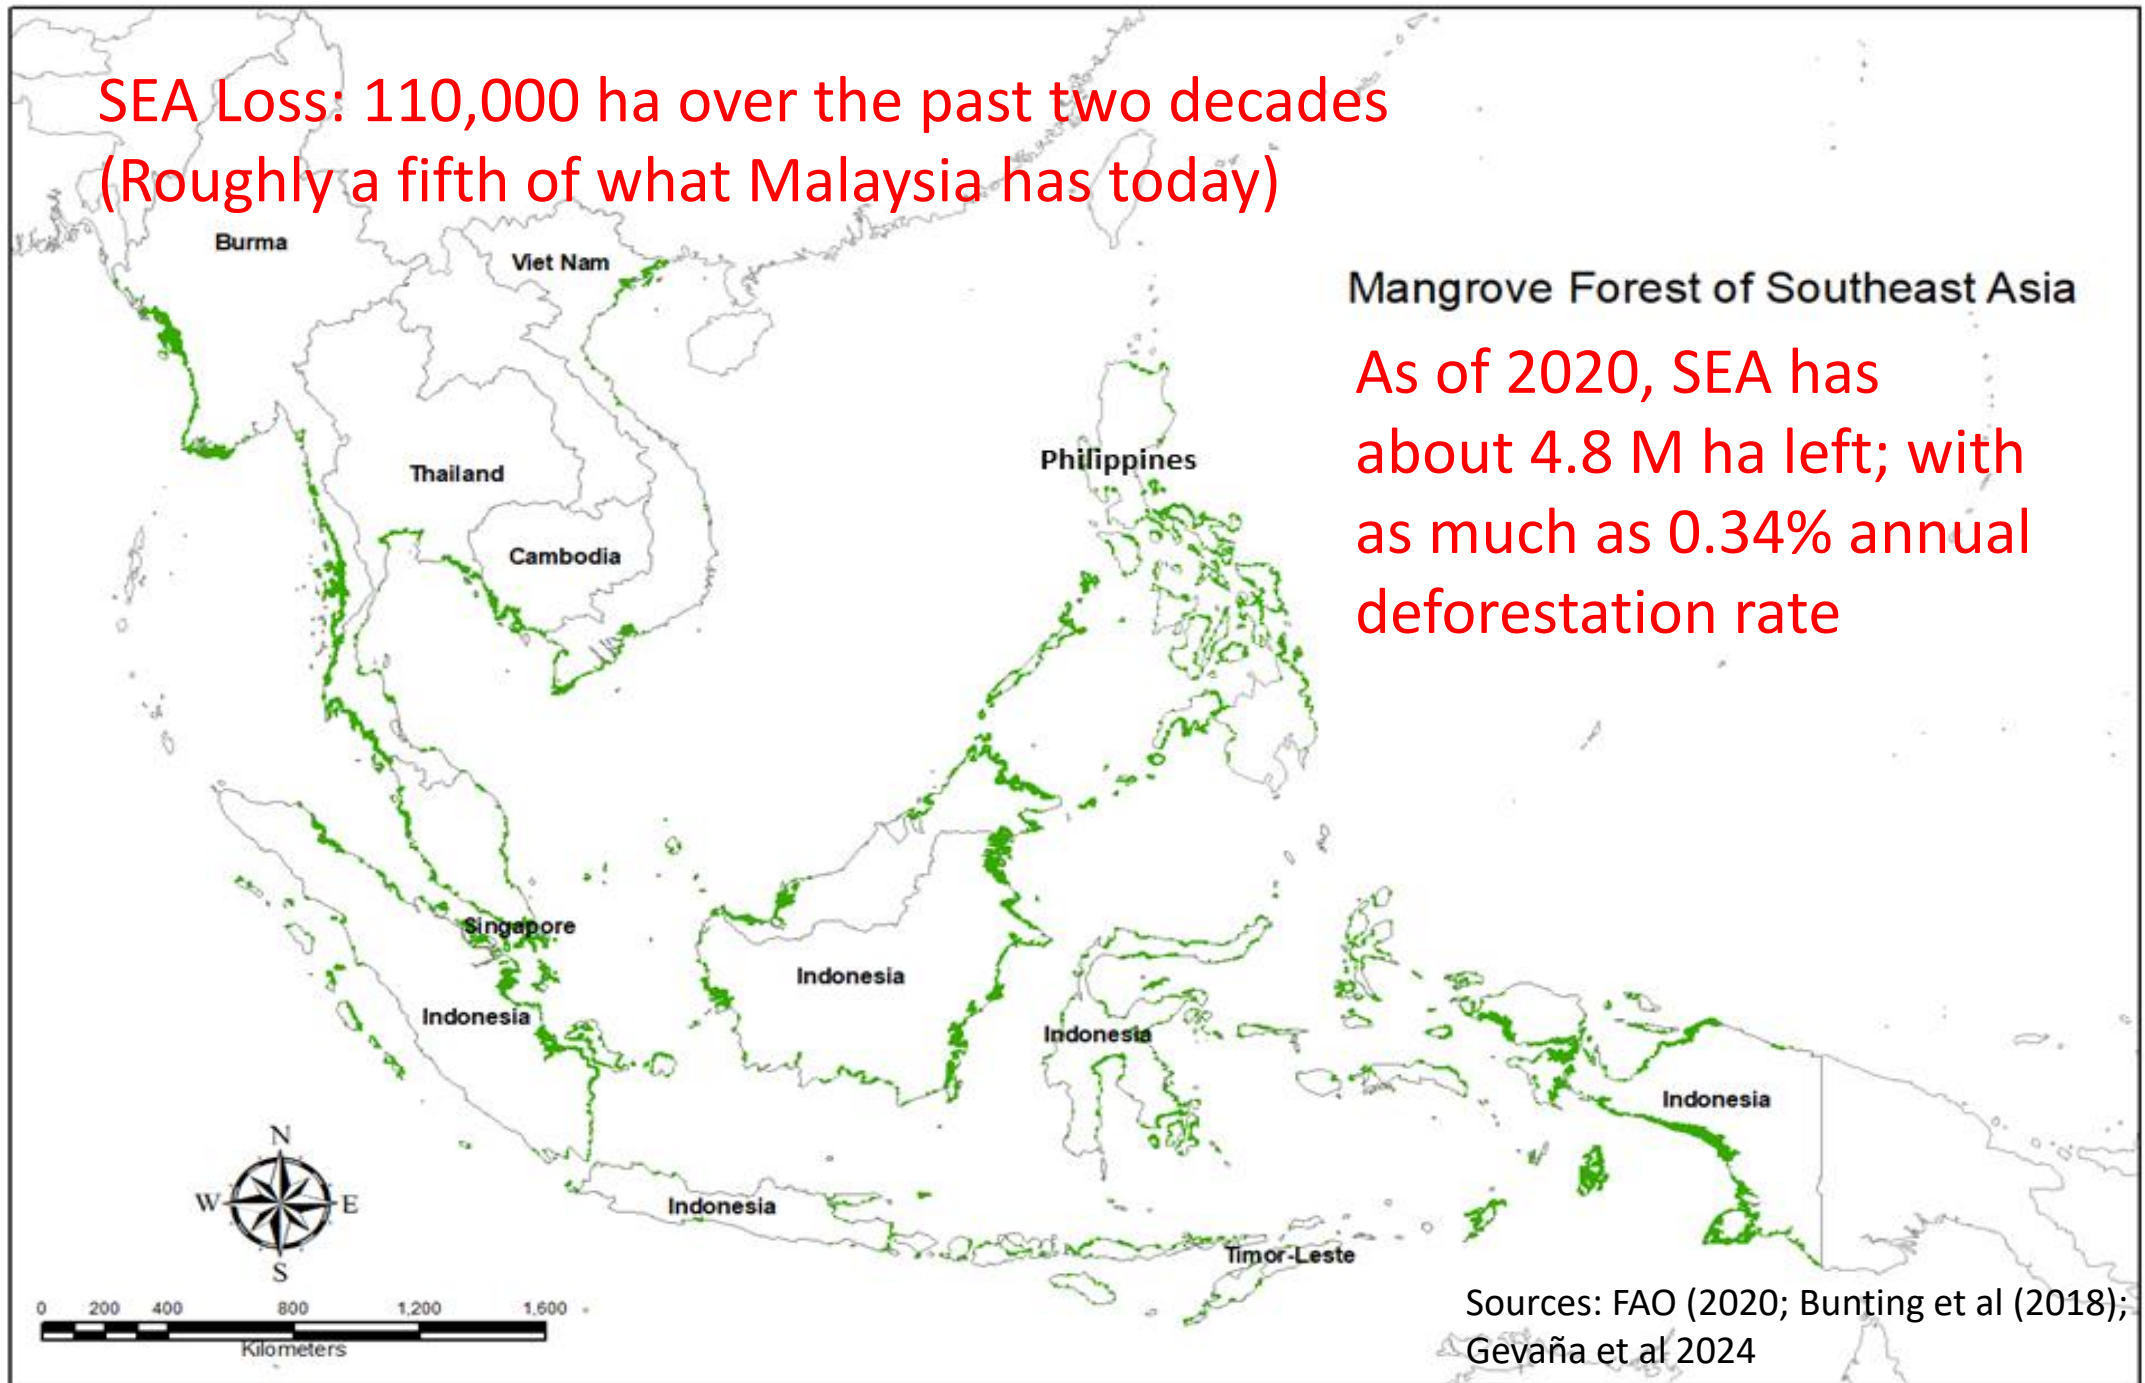 SEA Loss: 110,000 ha over the past two decades
(Roughly a fifth of what Malaysia has today)
Burma
Viet Nam
Mangrove Forest of Southeast Asia
As of 2020, SEA has
about 4.8 M ha left; with
as much as 0.34% annual
deforestation rate
Philippines
Thailand
Cambodia
Singapore
Indonesia
Indonesia
Indonesia
Indonesia
Indonesia
Timor-Leste
N
W E
S
0 200 400 800 1,200 1,600
Kilometers
Sources: FAO (2020; Bunting et al (2018);
Gevaña et al 2024